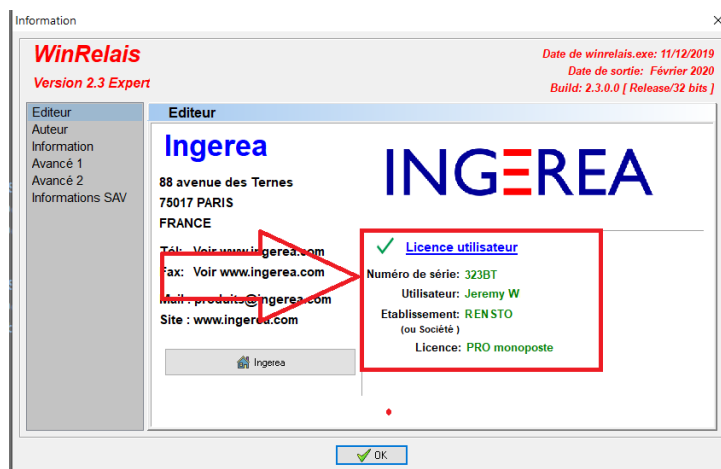 Information
WinRelais
Version 2.3 Expert
Date de winrelais.exe: 11/12/2019
Date de sortie: Février 2020
Build: 2.3.0.0 [ Release/32 bits ]
Editeur
Auteur
Information
Avancé 1
Avancé 2
Informations SAV
Editeur
Ingerea
88 avenue des Ternes
75017 PARIS
FRANCE
Tél: Voir www.ingerea.com
Fax: Voir www.ingerea.com
Mail : produits@ingerea.com
Site : www.ingerea.com
Ingerea
INGEREA
Licence utilisateur
Numéro de série: 323BT
Utilisateur: Jeremy W
Etablissement: RENSTO
(ou Société )
Licence: PRO monoposte
OK